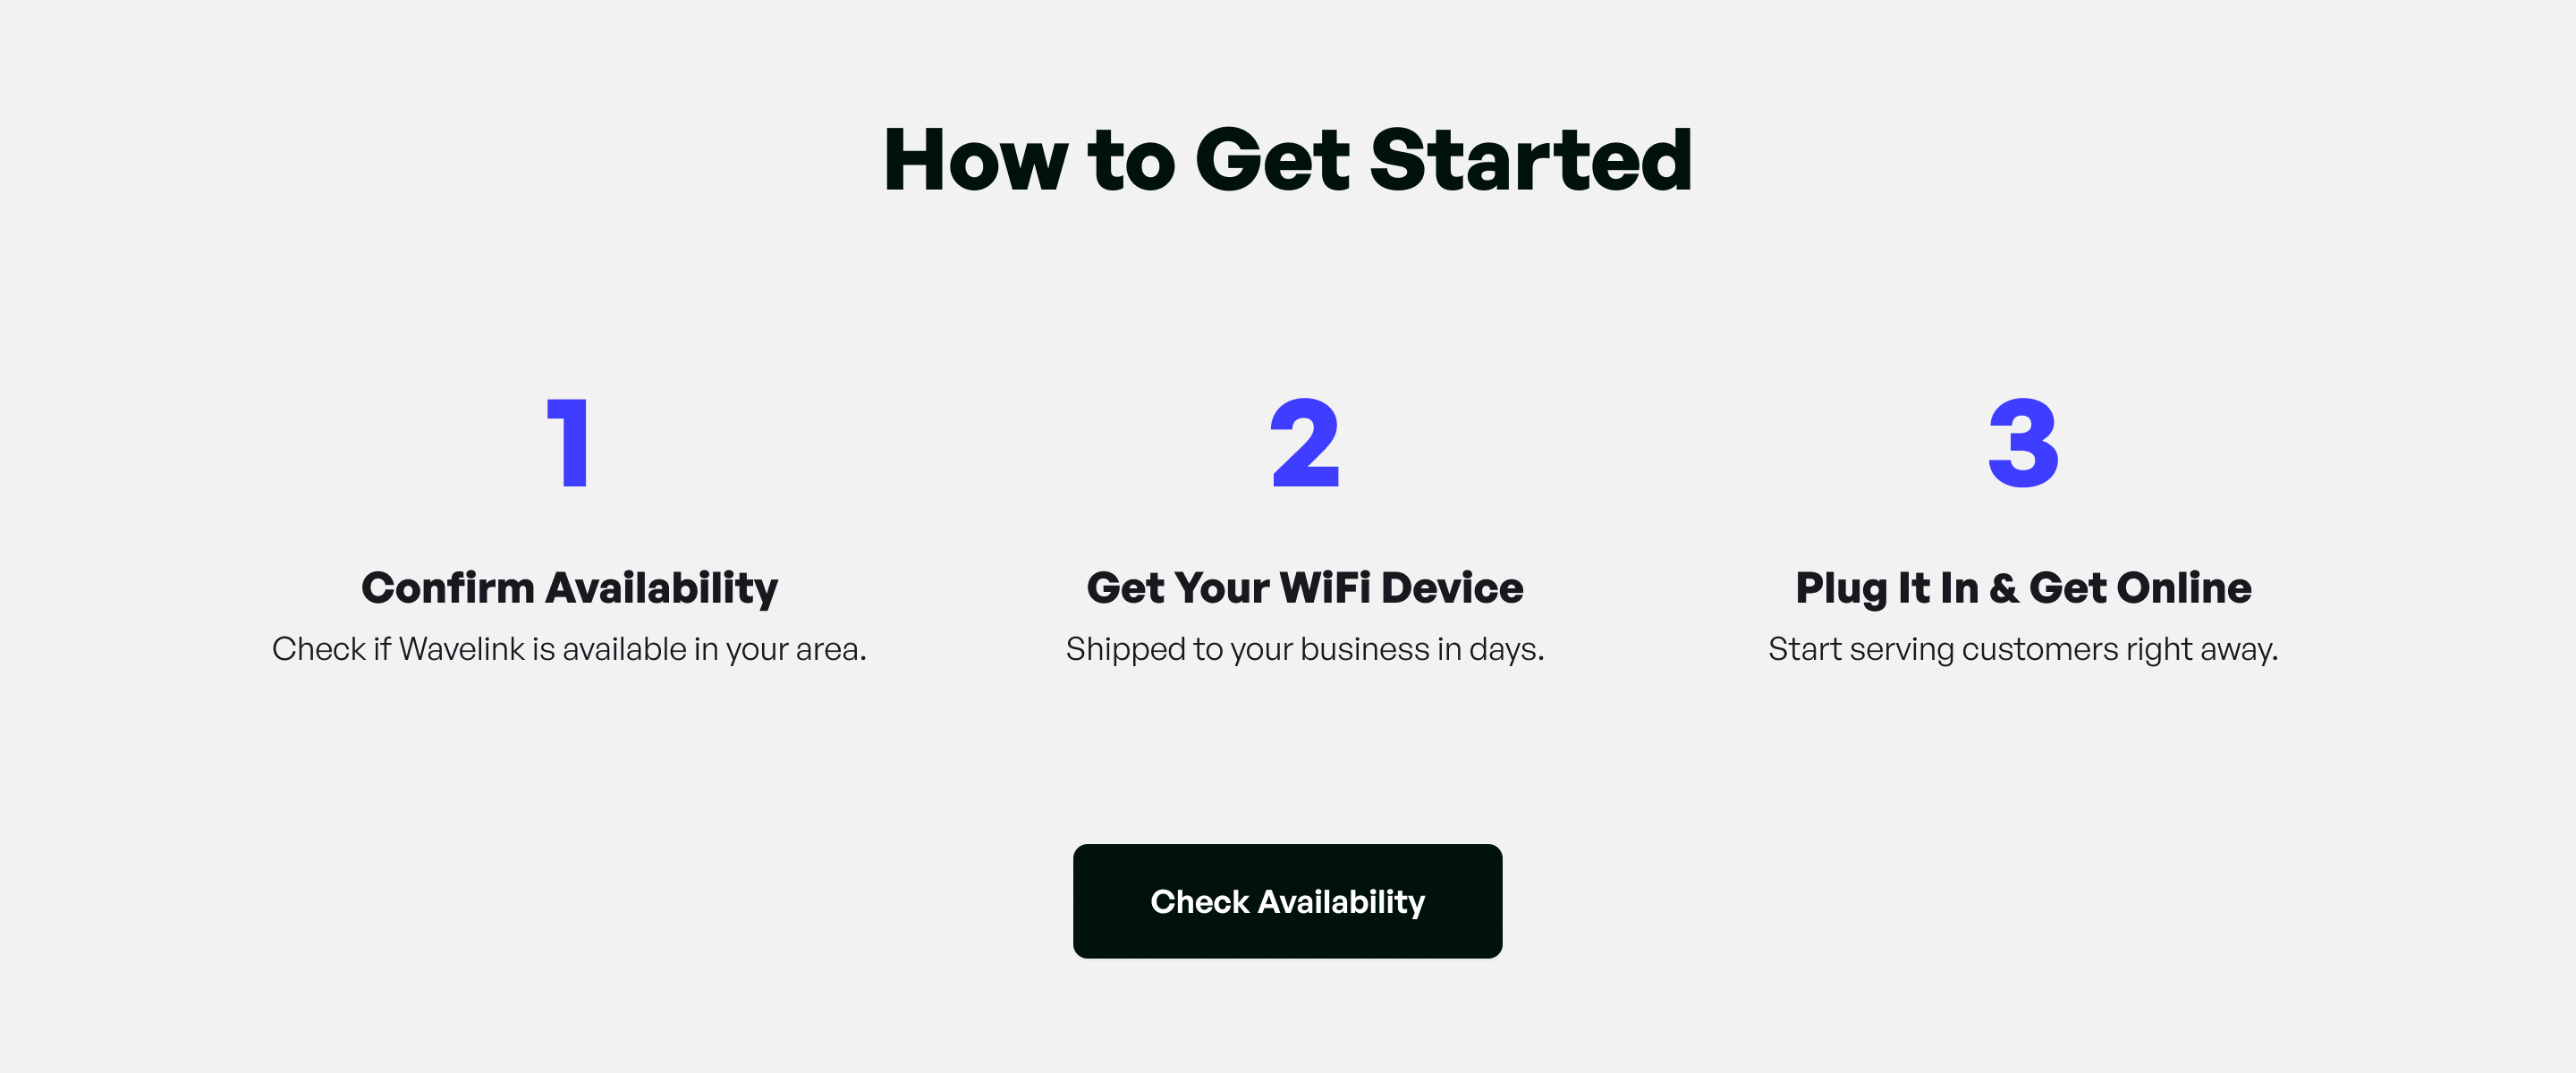 How to Get Started
1
Confirm Availability
Check if Wavelink is available in your area.
2
Get Your WiFi Device
Shipped to your business in days.
3
Plug It In & Get Online
Start serving customers right away.
Check Availability